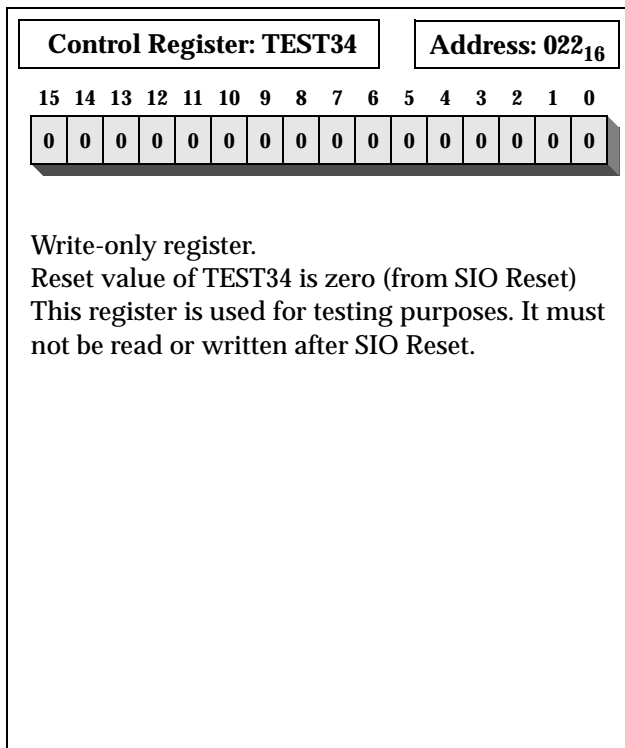 Control Register: TEST34
Address: 022₁₆
15 14 13 12 11 10 9 8 7 6 5 4 3 2 1 0
0 0 0 0 0 0 0 0 0 0 0 0 0 0 0 0
Write-only register.
Reset value of TEST34 is zero (from SIO Reset)
This register is used for testing purposes. It must
not be read or written after SIO Reset.